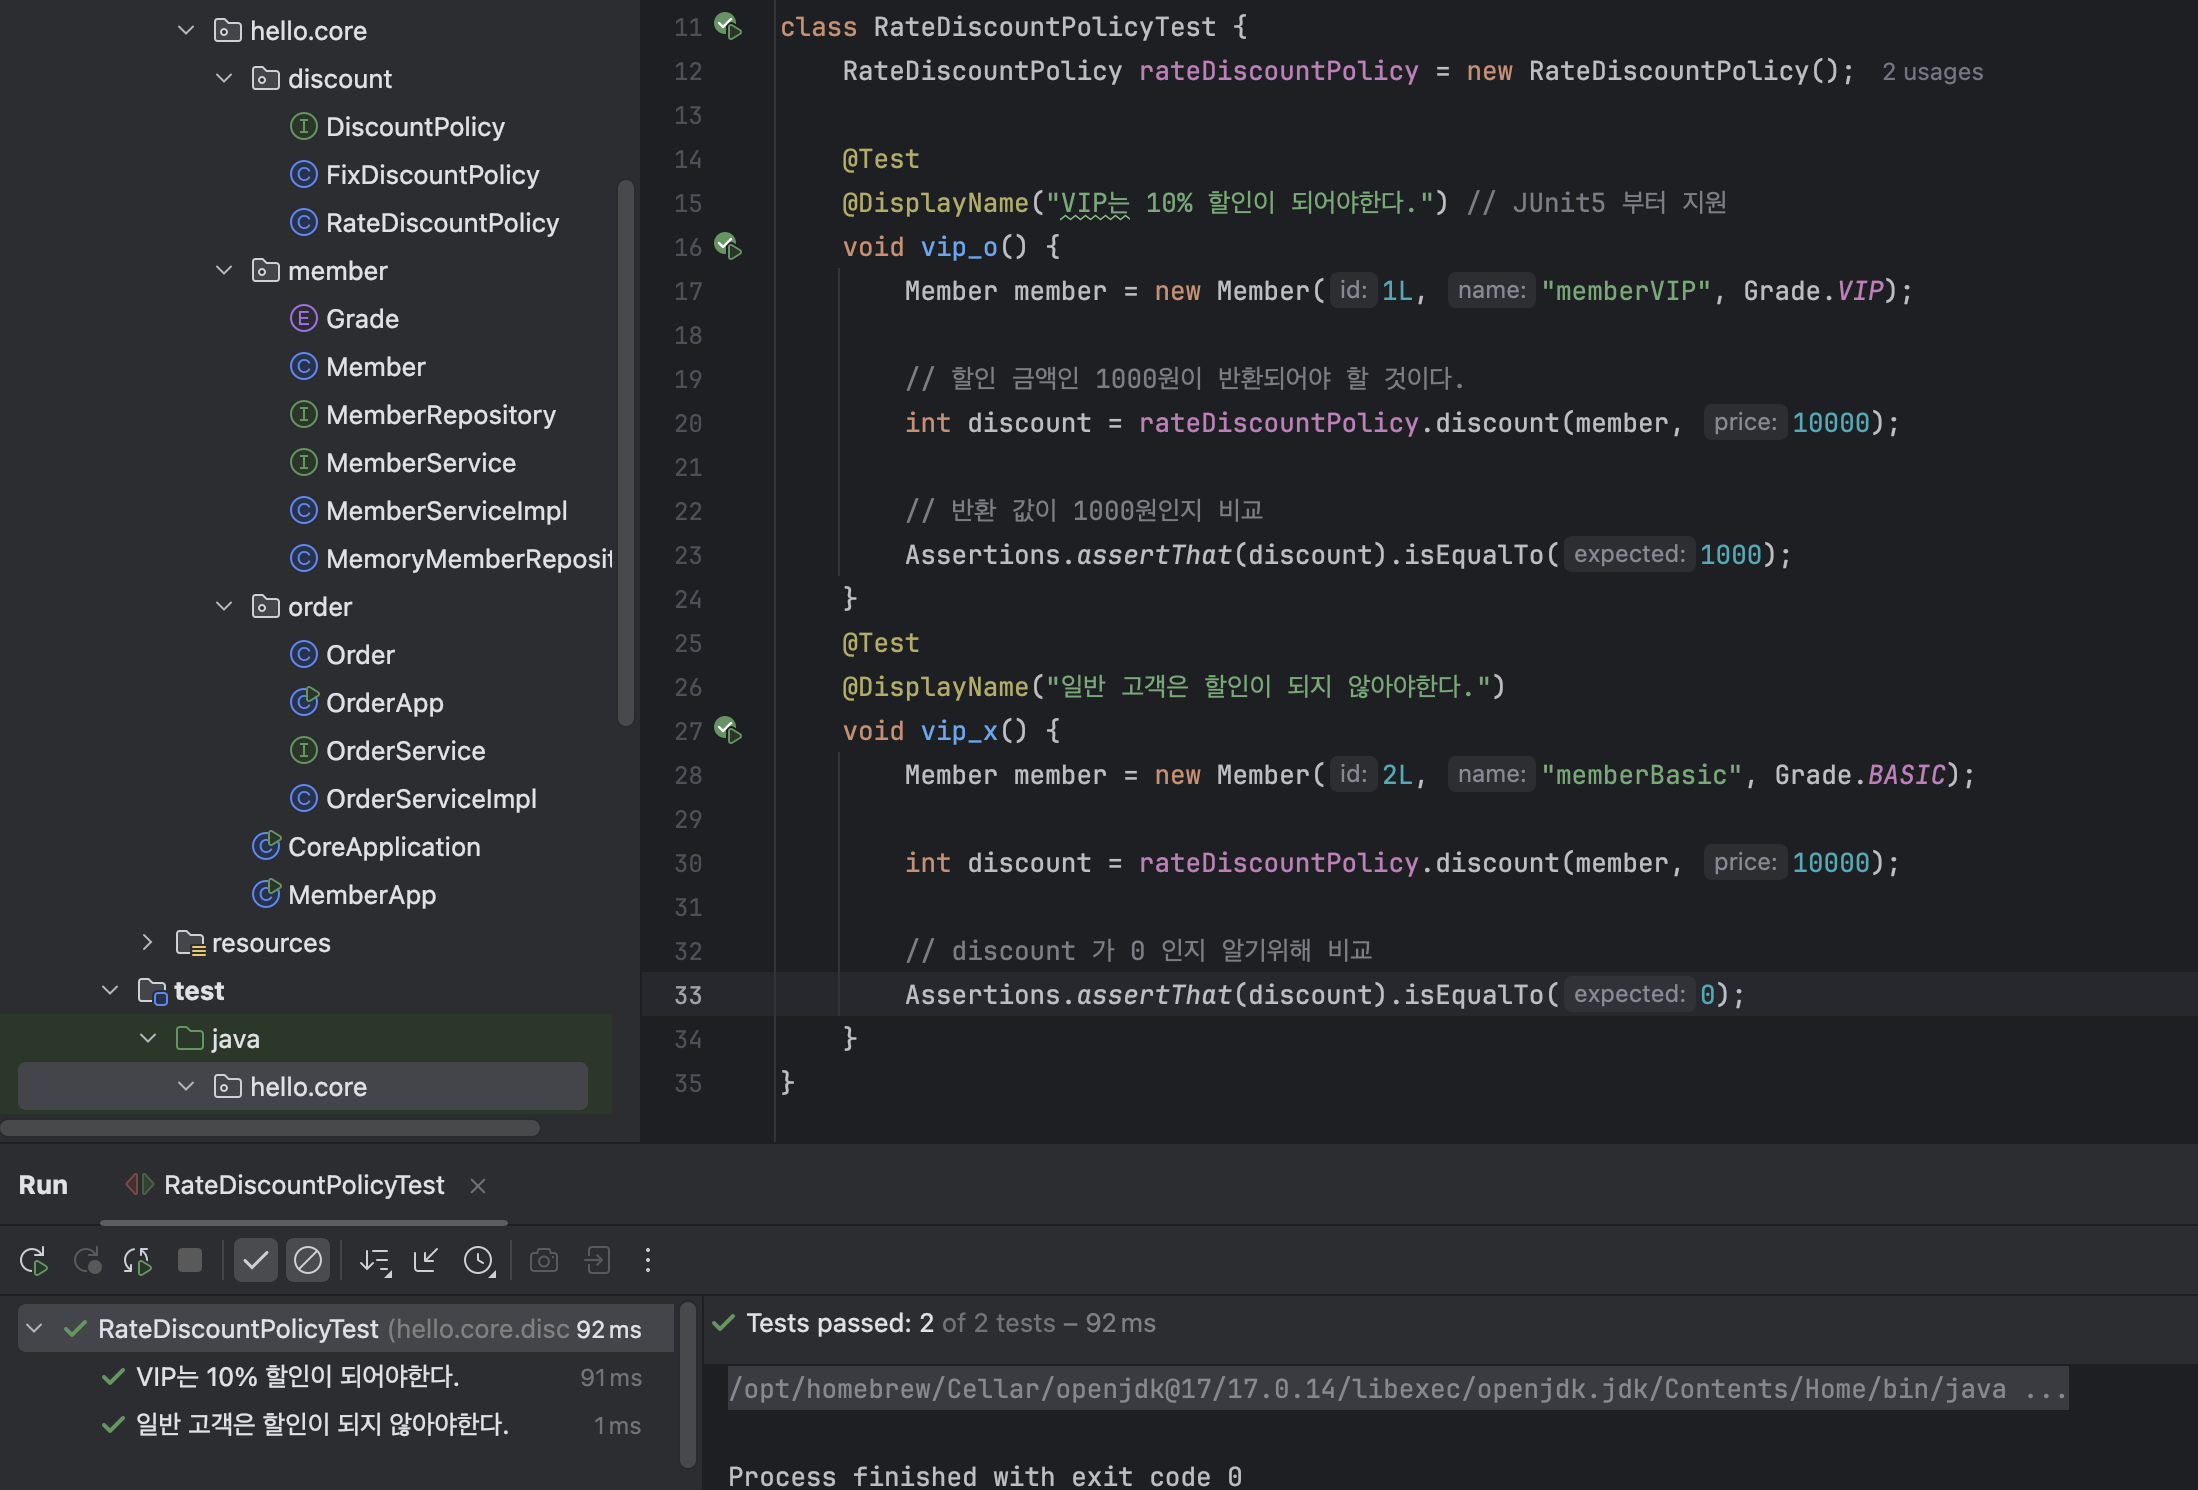 hello.core
discount
DiscountPolicy
FixDiscountPolicy
RateDiscountPolicy
member
Grade
Member
MemberRepository
MemberService
MemberServiceImpl
MemoryMemberReposit
order
Order
OrderApp
OrderService
OrderServiceImpl
CoreApplication
MemberApp
resources
test
java
hello.core
11 class RateDiscountPolicyTest {
12 RateDiscountPolicy rateDiscountPolicy = new RateDiscountPolicy(); 2 usages
13
14 @Test
15 @DisplayName("VIP는 10% 할인이 되어야한다.") // JUnit5 부터 지원
16 void vip_o() {
17 Member member = new Member( id: 1L, name: "memberVIP", Grade.VIP);
18
19 // 할인 금액인 1000원이 반환되어야 할 것이다.
20 int discount = rateDiscountPolicy.discount(member, price: 10000);
21
22 // 반환 값이 1000원인지 비교
23 Assertions.assertThat(discount).isEqualTo( expected: 1000);
24 }
25 @Test
26 @DisplayName("일반 고객은 할인이 되지 않아야한다.")
27 void vip_x() {
28 Member member = new Member( id: 2L, name: "memberBasic", Grade.BASIC);
29
30 int discount = rateDiscountPolicy.discount(member, price: 10000);
31
32 // discount 가 0 인지 알기위해 비교
33 Assertions.assertThat(discount).isEqualTo( expected: 0);
34 }
35 }
Run RateDiscountPolicyTest
RateDiscountPolicyTest (hello.core.disc 92 ms
VIP는 10% 할인이 되어야한다. 91 ms
일반 고객은 할인이 되지 않아야한다. 1 ms
Tests passed: 2 of 2 tests – 92 ms
/opt/homebrew/Cellar/openjdk@17/17.0.14/libexec/openjdk.jdk/Contents/Home/bin/java ...
Process finished with exit code 0